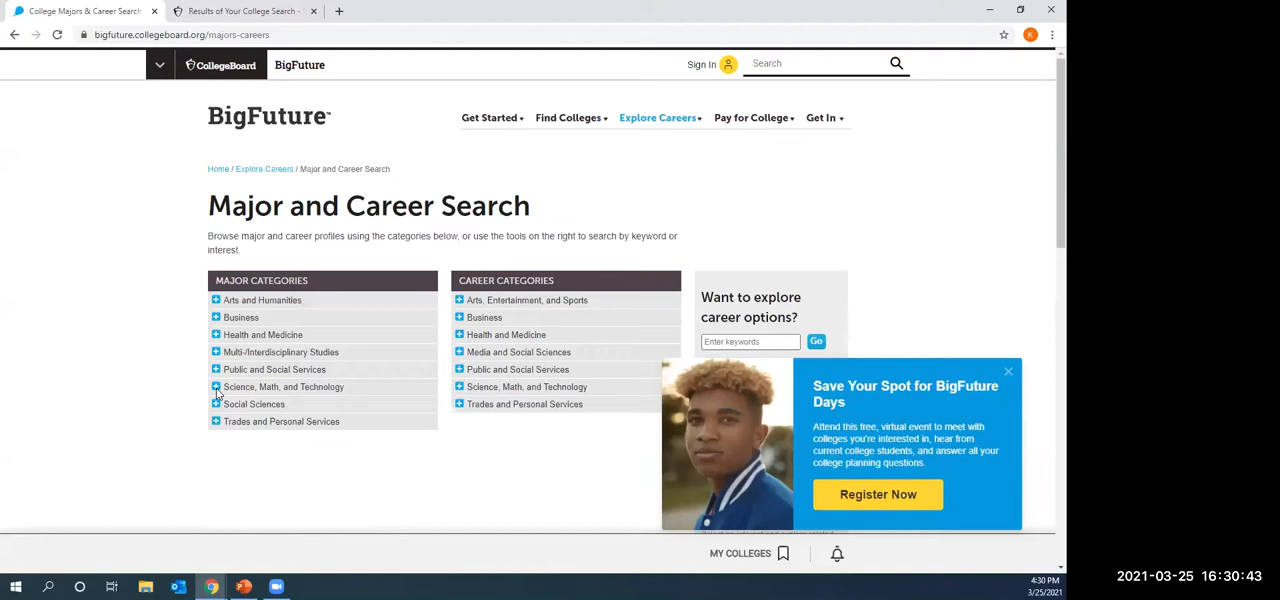 College Majors & Career Search
Results of Your College Search -
bigfuture.collegeboard.org/majors-careers
K
CollegeBoard
BigFuture
Sign In
Search
BigFuture™
Get Started
Find Colleges
Explore Careers
Pay for College
Get In
Home / Explore Careers / Major and Career Search
Major and Career Search
Browse major and career profiles using the categories below, or use the tools on the right to search by keyword or
interest.
MAJOR CATEGORIES
Arts and Humanities
Business
Health and Medicine
Multi-/Interdisciplinary Studies
Public and Social Services
Science, Math, and Technology
Social Sciences
Trades and Personal Services
CAREER CATEGORIES
Arts, Entertainment, and Sports
Business
Health and Medicine
Media and Social Sciences
Public and Social Services
Science, Math, and Technology
Trades and Personal Services
Want to explore
career options?
Enter keywords
Go
Save Your Spot for BigFuture
Days
Attend this free, virtual event to meet with
colleges you're interested in, hear from
current college students, and answer all your
college planning questions.
Register Now
MY COLLEGES
4:30 PM
3/25/2021
2021-03-25 16:30:43